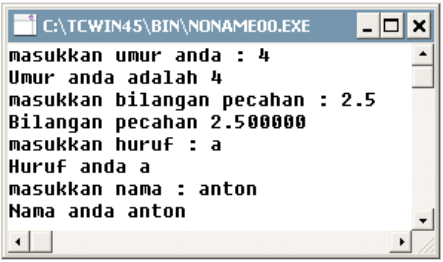 C:\TCWIN45\BIN\NONAME00.EXE
masukkan umur anda : 4
Umur anda adalah 4
masukkan bilangan pecahan : 2.5
Bilangan pecahan 2.500000
masukkan huruf : a
Huruf anda a
masukkan nama : anton
Nama anda anton